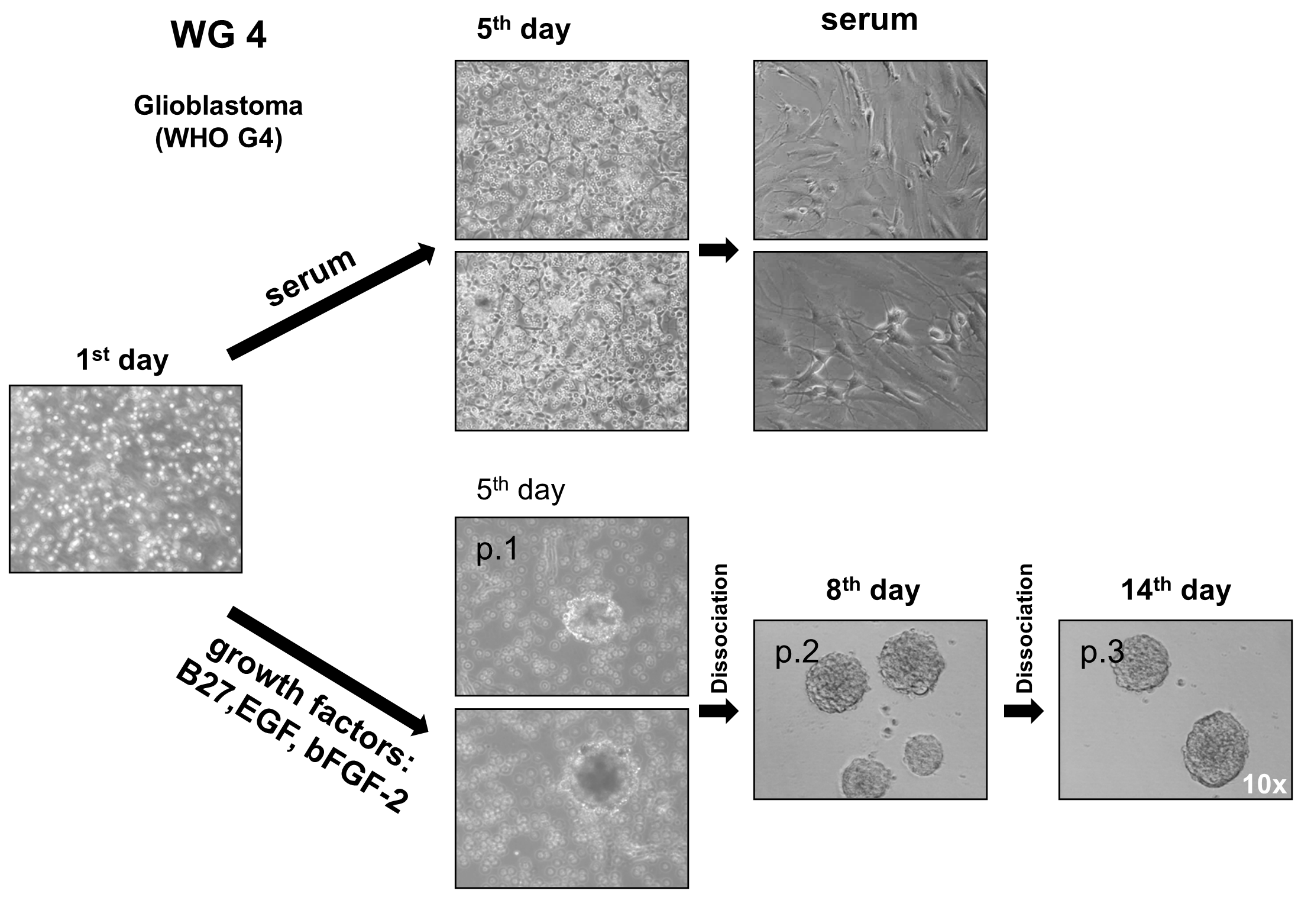 WG 4
Glioblastoma
(WHO G4)
5th day
serum
serum
1st day
growth factors:
B27,EGF, bFGF-2
5th day
p.1
Dissociation
8th day
p.2
Dissociation
14th day
p.3
10x